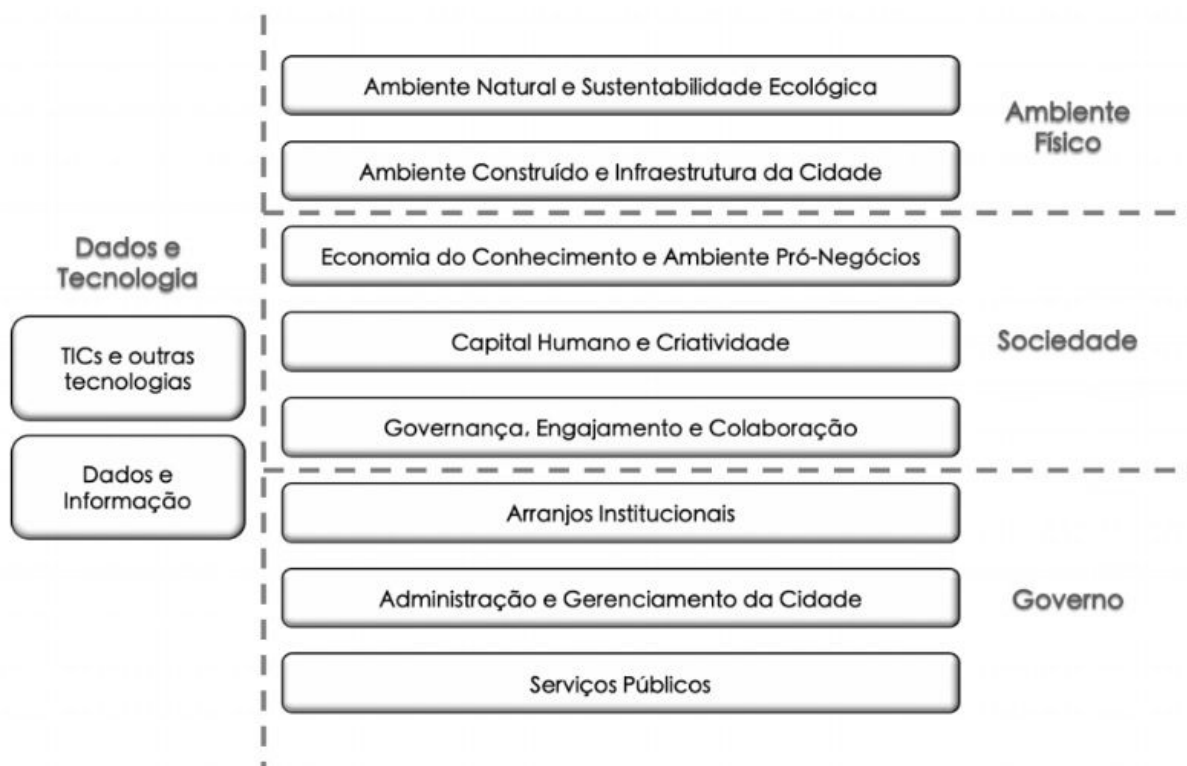 Ambiente Natural e Sustentabilidade Ecológica
Ambiente Construído e Infraestrutura da Cidade
Ambiente
Físico
Dados e
Tecnologia
TICs e outras
tecnologias
Dados e
Informação
Economia do Conhecimento e Ambiente Pró-Negócios
Capital Humano e Criatividade
Governança, Engajamento e Colaboração
Sociedade
Arranjos Institucionais
Administração e Gerenciamento da Cidade
Serviços Públicos
Governo